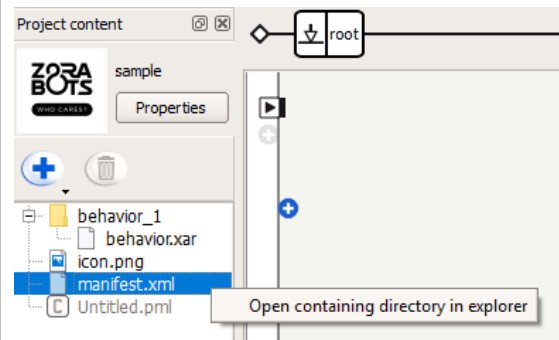 Project content
root
ZORA
BOTS
WHO CARES?
sample
Properties
behavior_1
behavior.xar
icon.png
manifest.xml
C Untitled.pml
Open containing directory in explorer